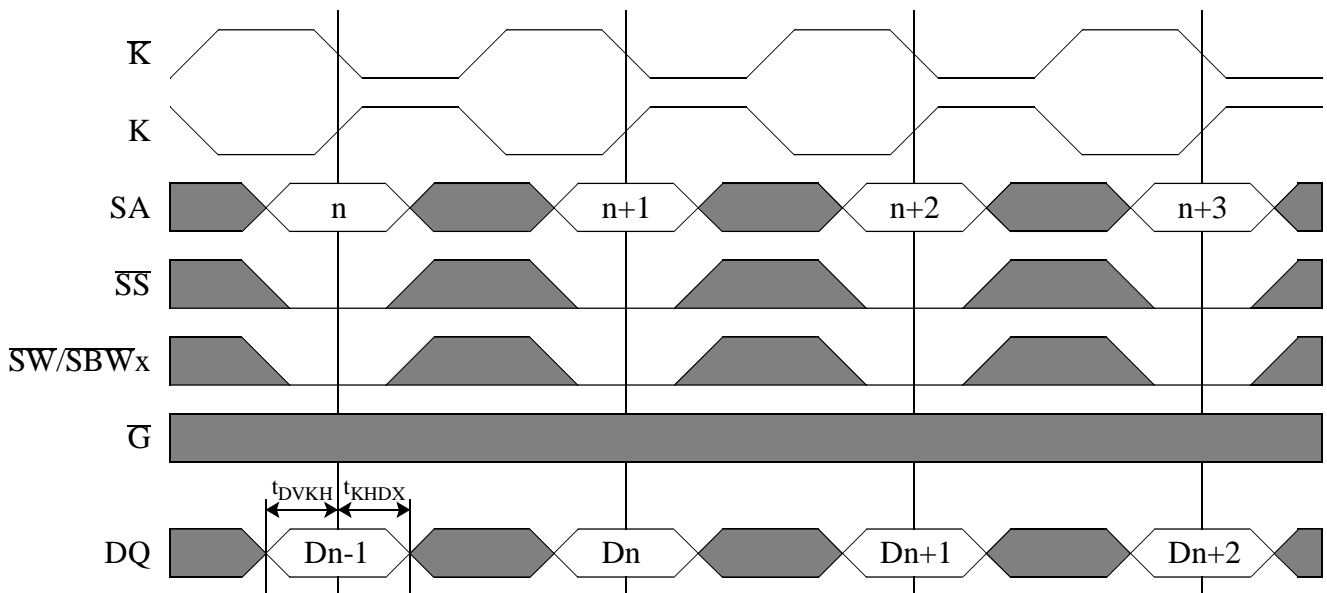 K̅
K
SA n n+1 n+2 n+3
S̅S̅
S̅W̅/S̅B̅W̅x
G̅
tDVKH tKHDX
DQ Dn-1 Dn Dn+1 Dn+2